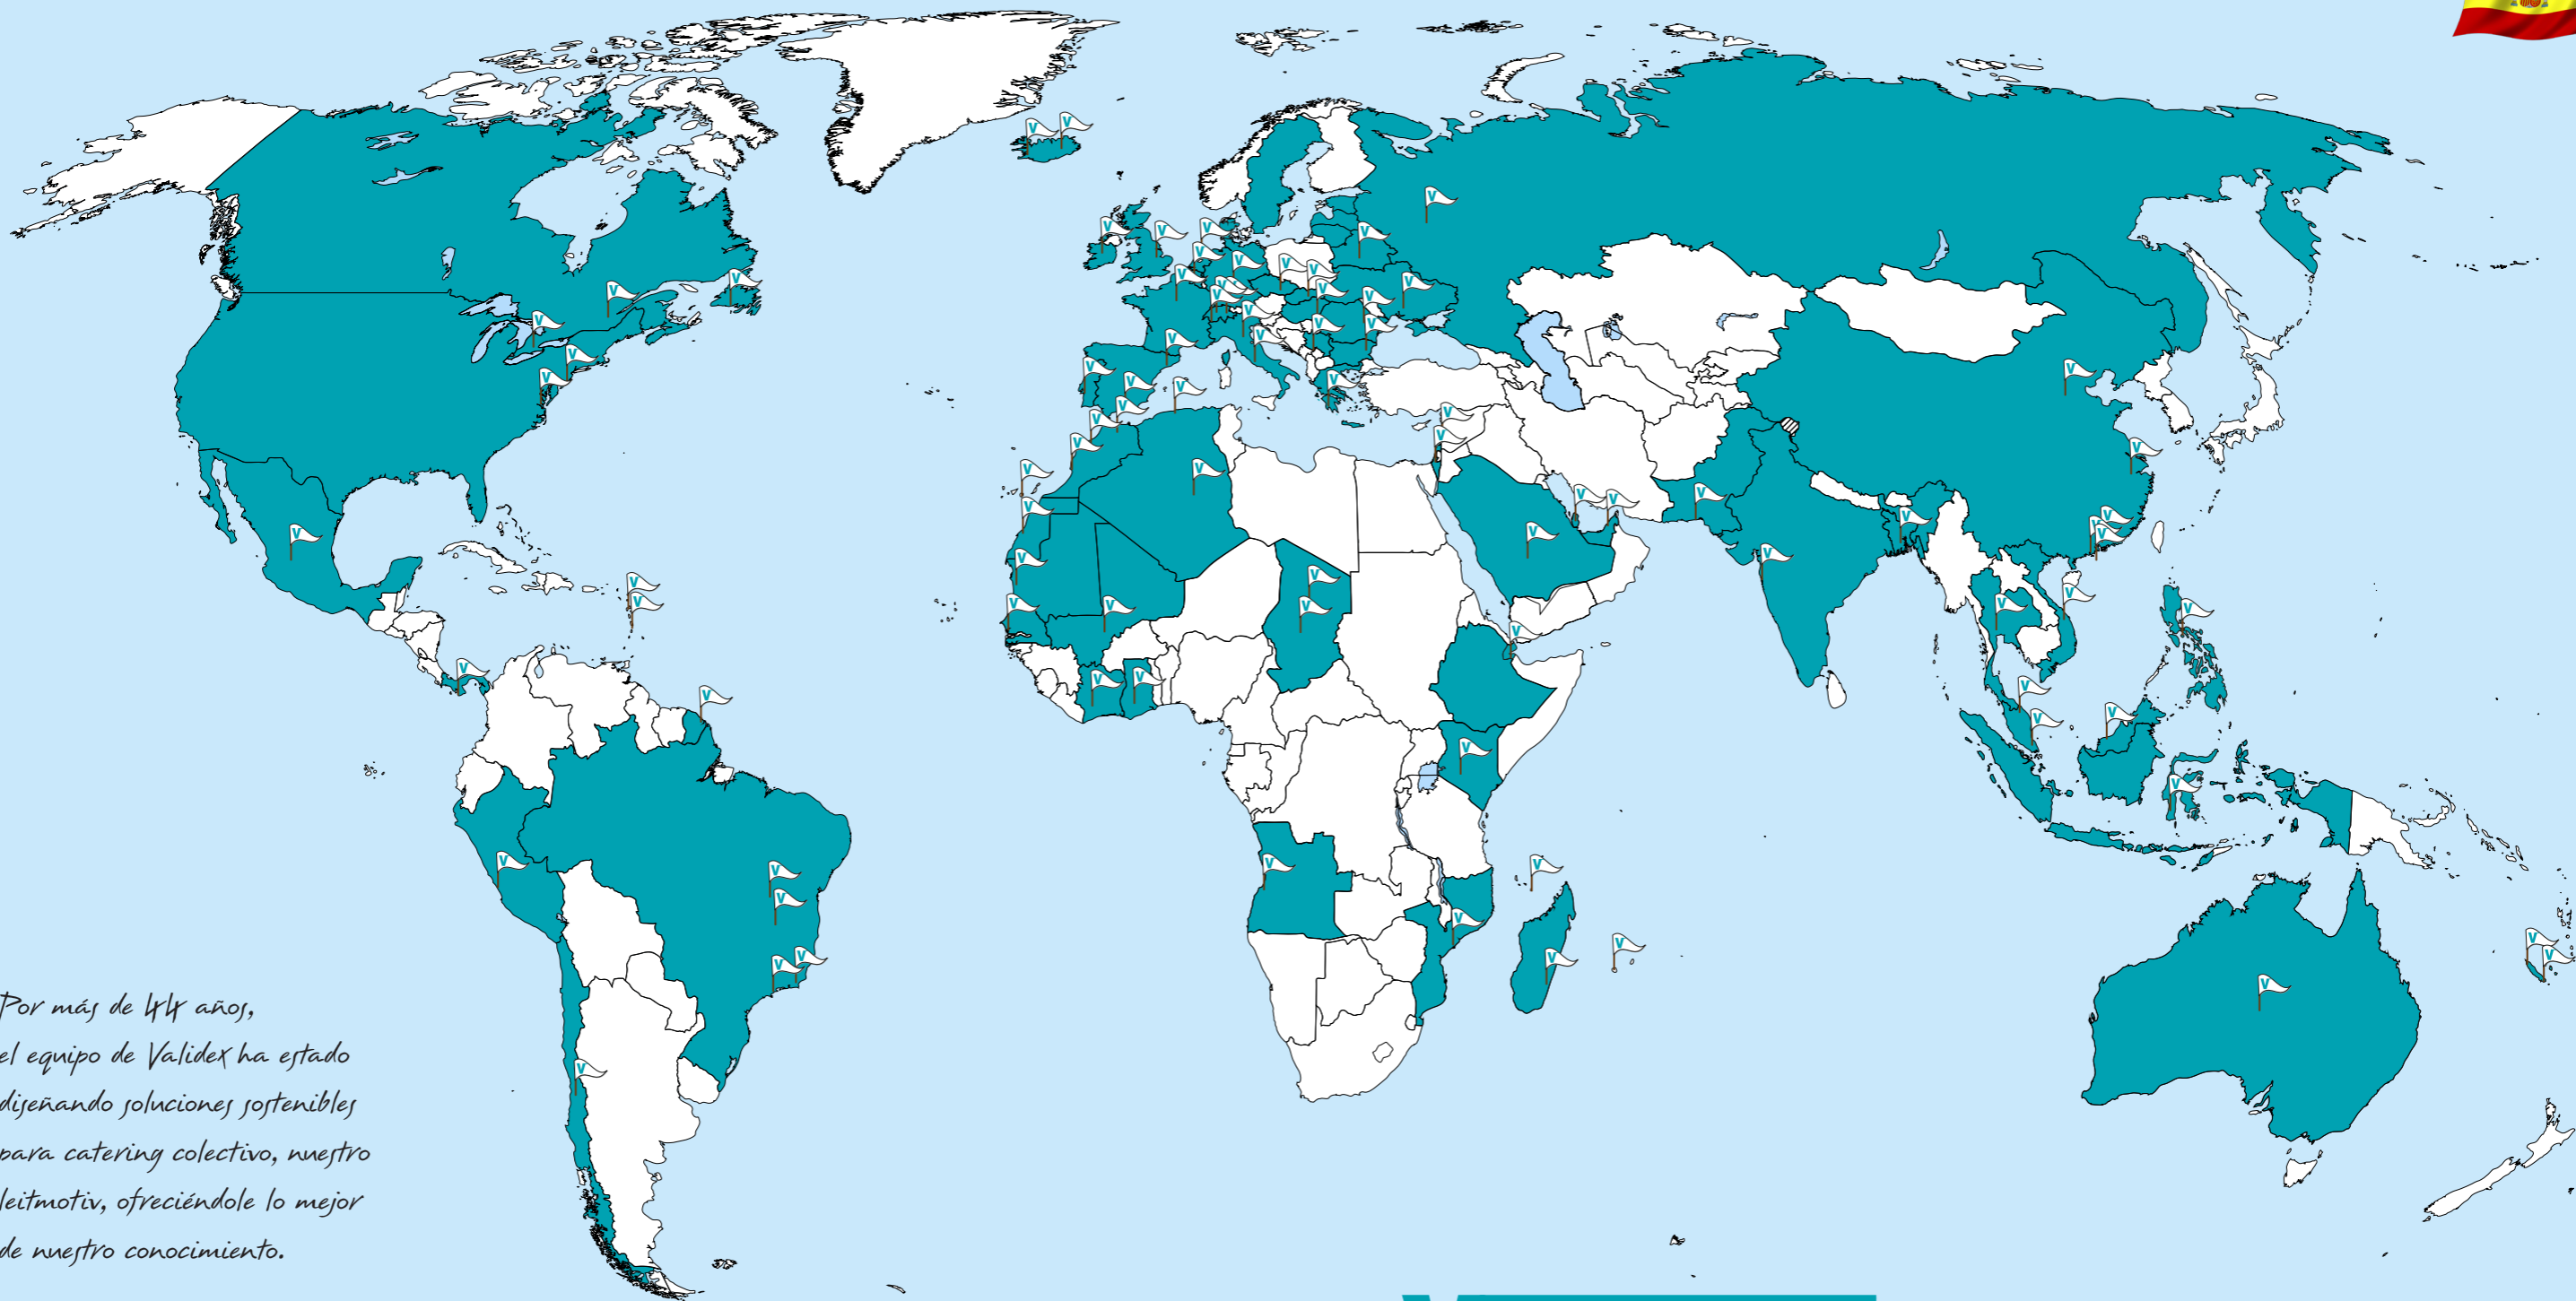 Por más de 44 años,
el equipo de Validex ha estado
diseñando soluciones sostenibles
para catering colectivo, nuestro
leitmotiv, ofreciéndole lo mejor
de nuestro conocimiento.